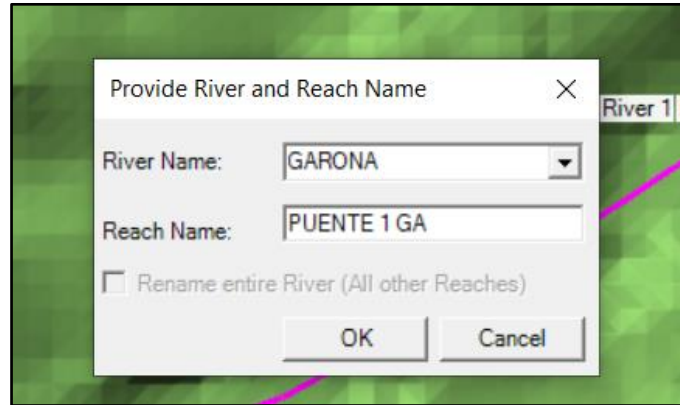 Provide River and Reach Name
River 1
River Name: GARONA
Reach Name: PUENTE 1 GA
Rename entire River (All other Reaches)
OK Cancel